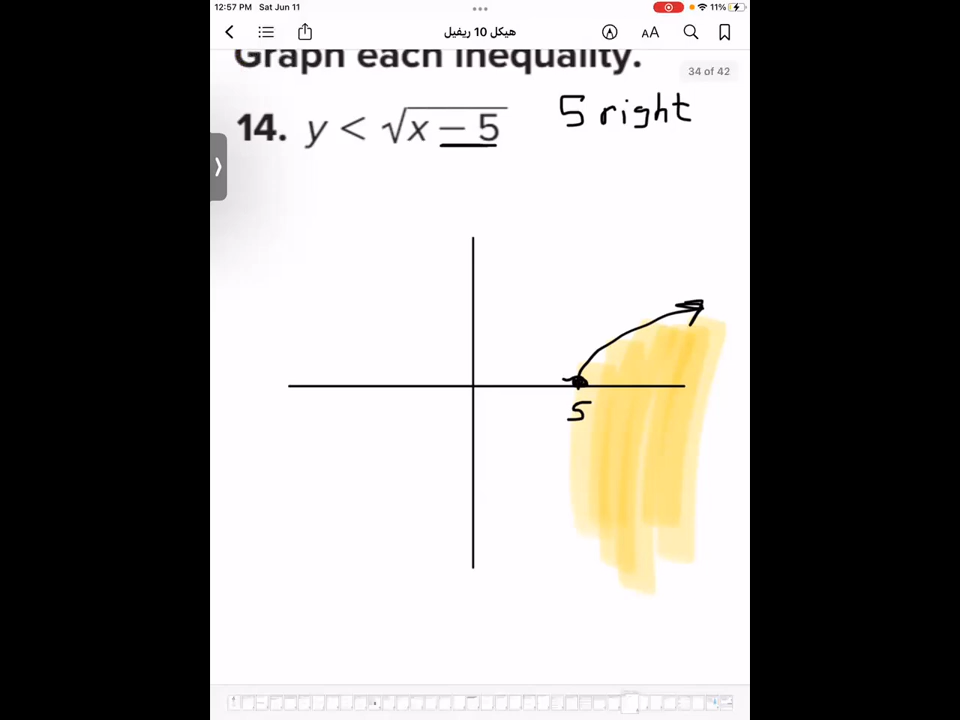 12:57 PM Sat Jun 11
11%
هيكل 10 ريفيل
AA
Graph each inequality.
34 of 42
14. y < √x − 5
5 right
5